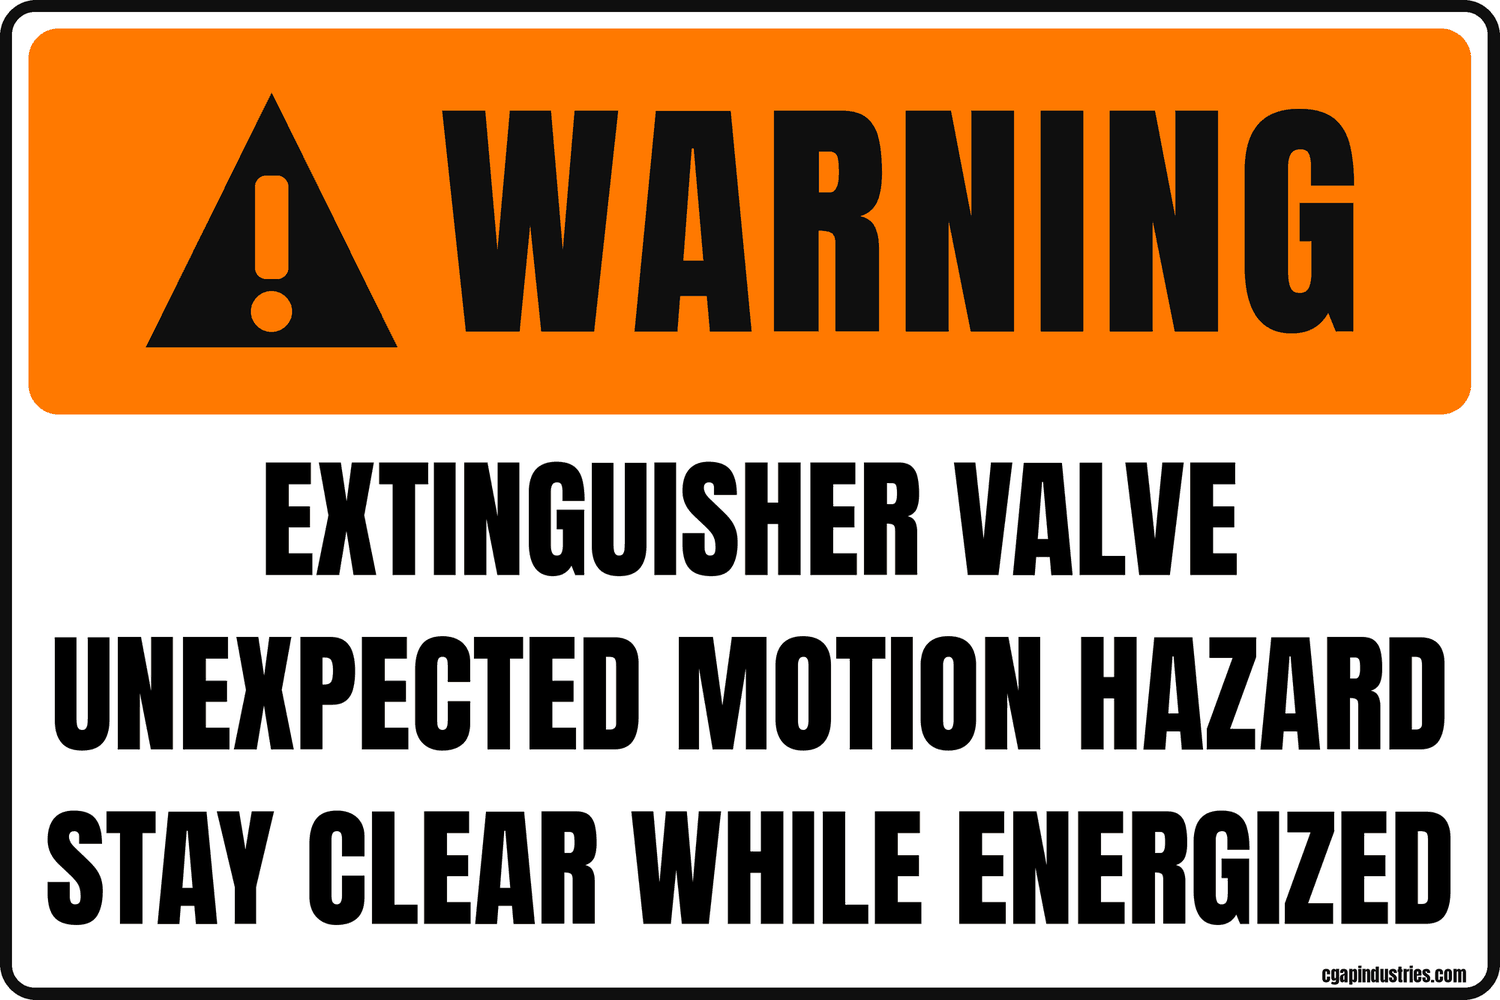 WARNING
EXTINGUISHER VALVE
UNEXPECTED MOTION HAZARD
STAY CLEAR WHILE ENERGIZED
cgapindustries.com